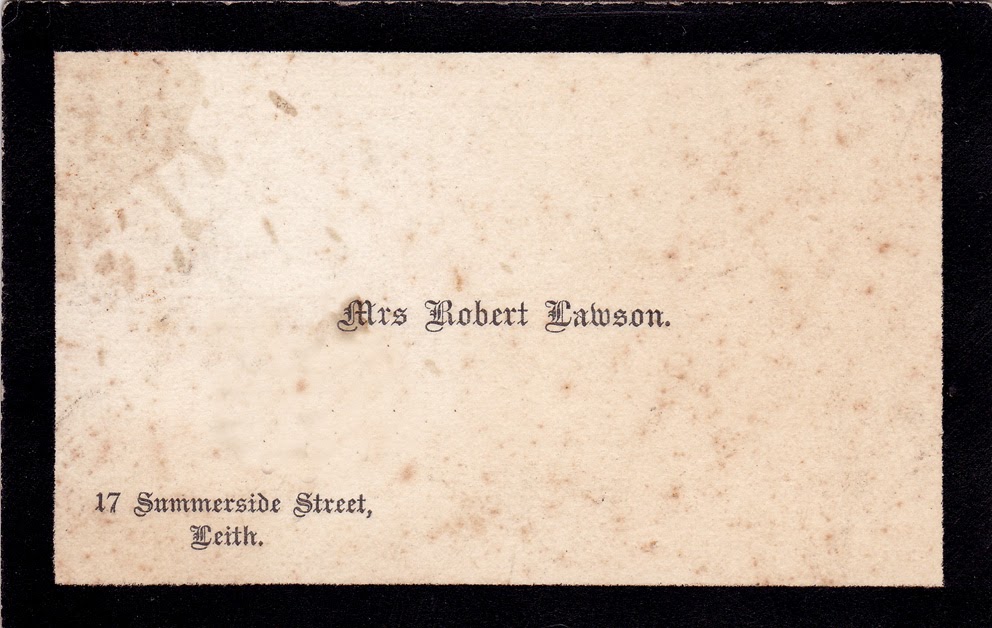 Mrs Robert Lawson.
17 Summerside Street,
Leith.